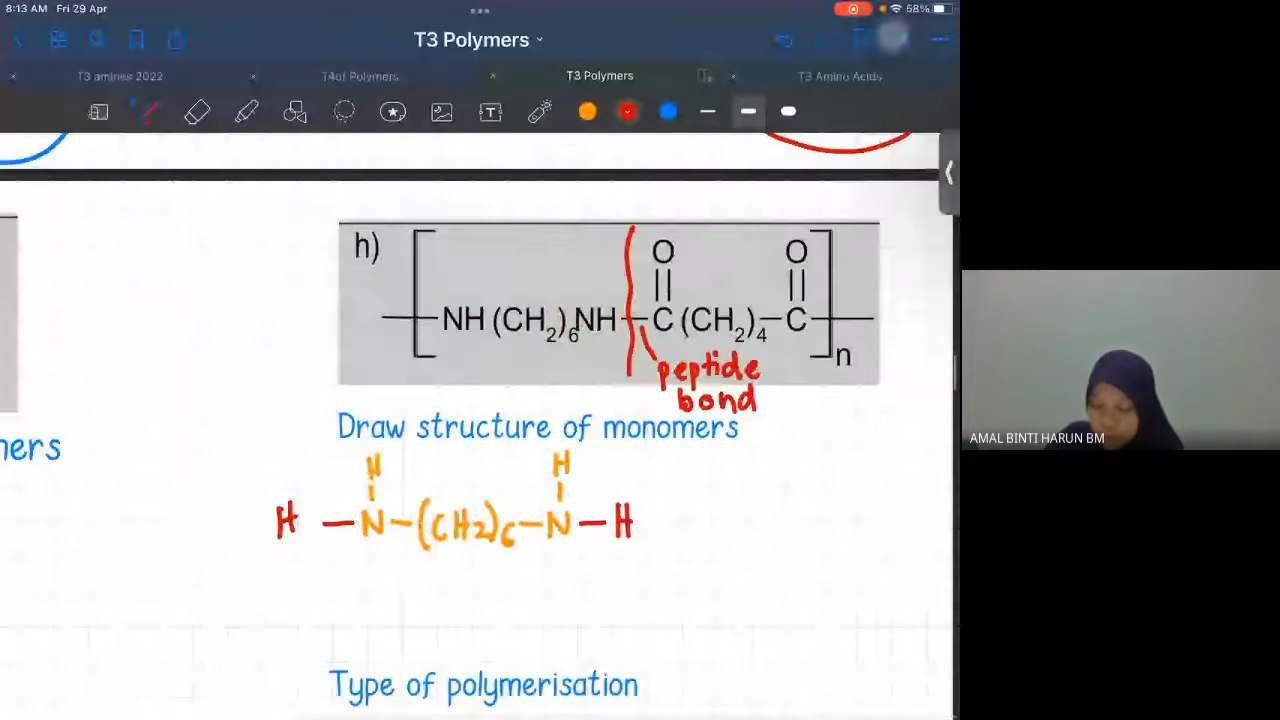 8:13 AM Fri 29 Apr
58%
T3 Polymers
T3 amines 2022
T4of Polymers
T3 Polymers
T3 Amino Acids
h)
O O
NH(CH2)6NH C(CH2)4 C
n
peptide
bond
mers
Draw structure of monomers
H H
H — N — (CH2)6 — N — H
Type of polymerisation
AMAL BINTI HARUN BM